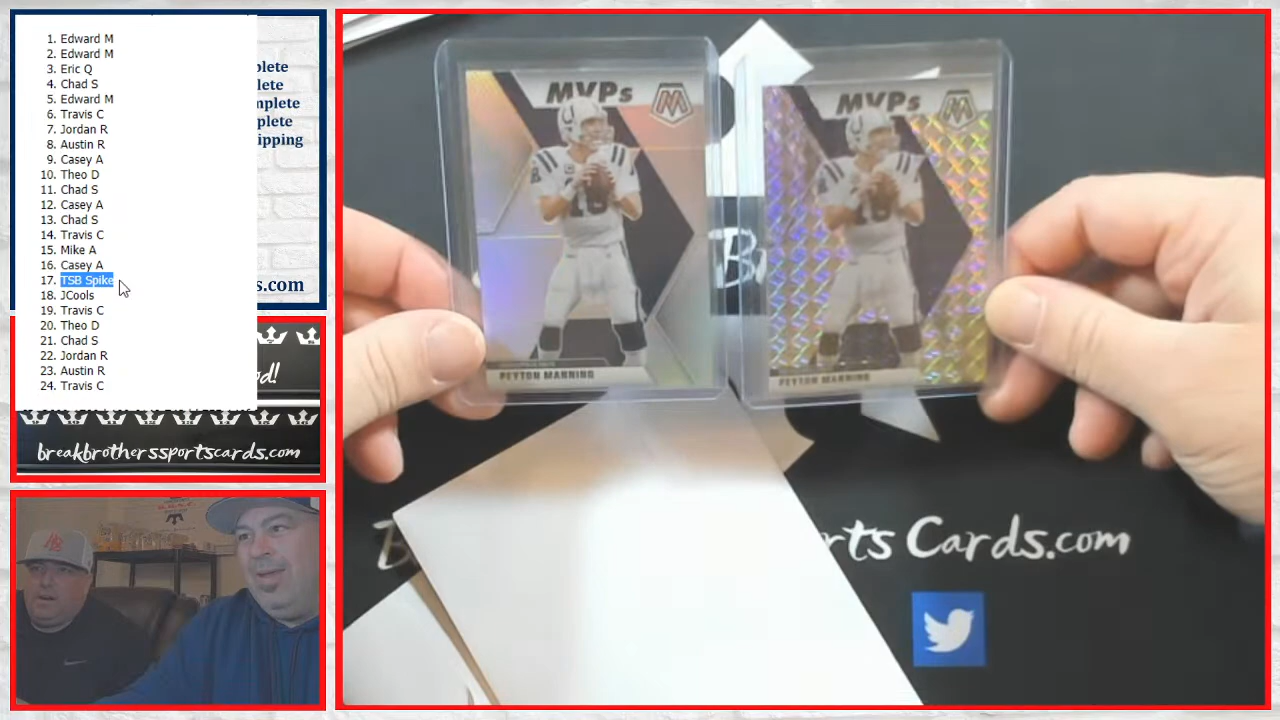 1. Edward M
2. Edward M
3. Eric Q
4. Chad S
5. Edward M
6. Travis C
7. Jordan R
8. Austin R
9. Casey A
10. Theo D
11. Chad S
12. Casey A
13. Chad S
14. Travis C
15. Mike A
16. Casey A
17. TSB Spike
18. JCools
19. Travis C
20. Theo D
21. Chad S
22. Jordan R
23. Austin R
24. Travis C
plete
lete
mplete
plete
ipping
s.com
d!
breakbrotherssportscards.com
MVPs
PEYTON MANNING
MVPs
PEYTON MANNING
rts Cards.com